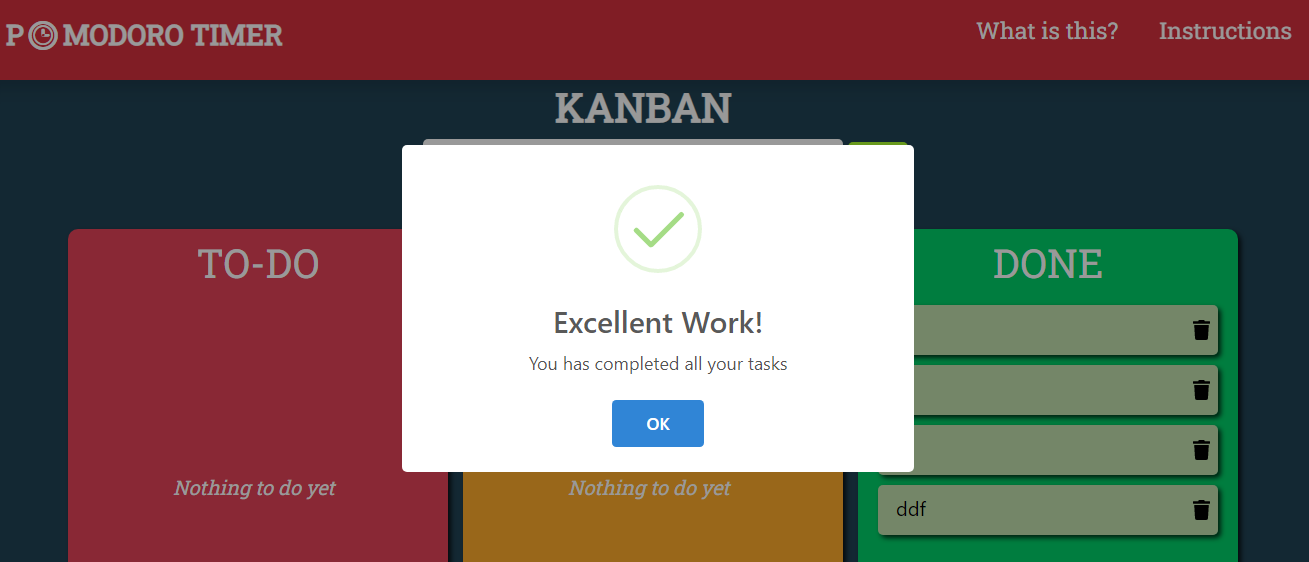 P MODORO TIMER
What is this?
Instructions
KANBAN
TO-DO
DONE
Excellent Work!
You has completed all your tasks
OK
Nothing to do yet
Nothing to do yet
ddf